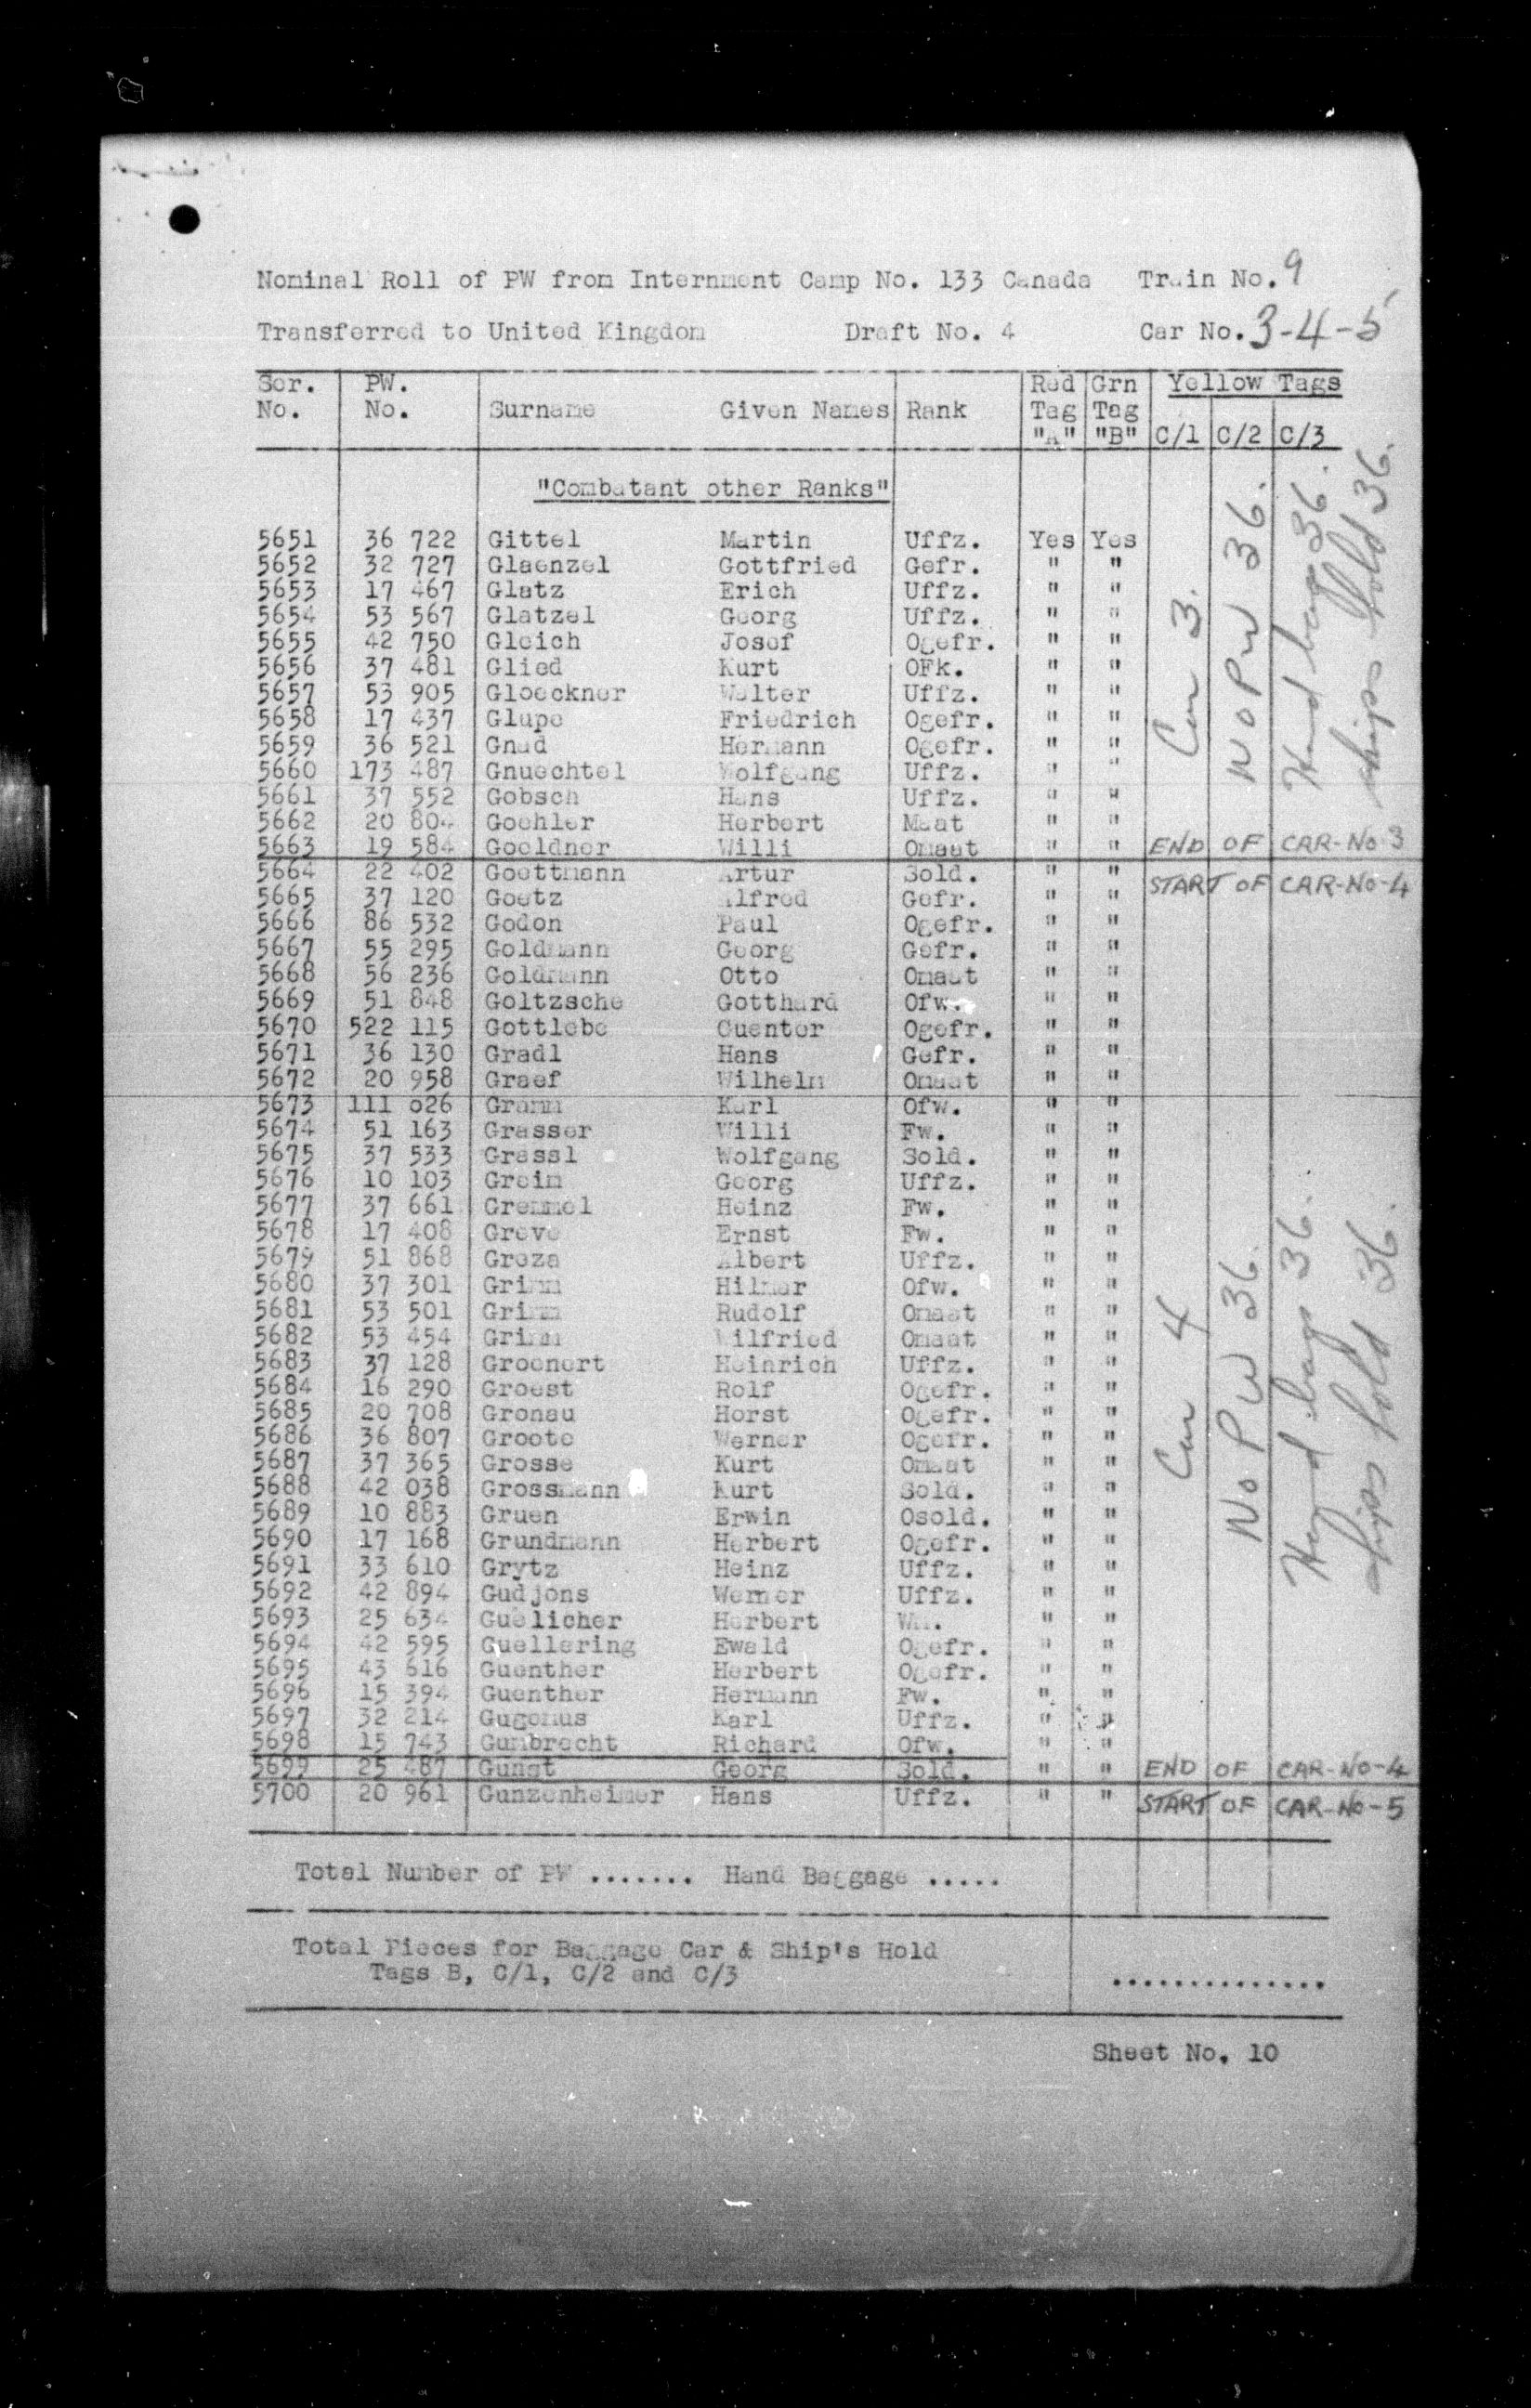 Nominal Roll of PW from Internment Camp No. 133 Canada Train No. 9
Transferred to United Kingdom Draft No. 4 Car No. 3-4-5
Ser. PW. Red Grn Yellow Tags
No. No. Surname Given Names Rank Tag Tag
"A" "B" C/1 C/2 C/3
"Combatant other Ranks"
5651 36 722 Gittel Martin Uffz. Yes Yes
5652 32 727 Glaenzel Gottfried Gefr. " "
5653 17 467 Glatz Erich Uffz. " "
5654 53 567 Glatzel Georg Uffz. " "
5655 42 750 Gleich Josef Ogefr. " "
5656 37 481 Glied Kurt OFk. " "
5657 53 905 Gloeckner Walter Uffz. " "
5658 17 437 Glupe Friedrich Ogefr. " "
5659 36 521 Gnad Hermann Ogefr. " "
5660 173 487 Gnuechtel Wolfgang Uffz. " "
5661 37 552 Gobsch Hans Uffz. " "
5662 20 804 Goehler Herbert Maat " "
5663 19 584 Goeldner Willi Omaat " " END OF CAR-No 3
5664 22 402 Goettmann Artur Sold. " " START OF CAR-No-4
5665 37 120 Goetz Alfred Gefr. " "
5666 86 532 Godon Paul Ogefr. " "
5667 55 295 Goldmann Georg Gefr. " "
5668 56 236 Goldmann Otto Omaat " "
5669 51 848 Goltzsche Gotthard Ofw. " "
5670 522 115 Gottlebe Guenter Ogefr. " "
5671 36 130 Gradl Hans Gefr. " "
5672 20 958 Graef Wilhelm Omaat " "
5673 111 o26 Gramm Karl Ofw. " "
5674 51 163 Grasser Willi Fw. " "
5675 37 533 Grassl Wolfgang Sold. " "
5676 10 103 Greim Georg Uffz. " "
5677 37 661 Gremmel Heinz Fw. " "
5678 17 408 Greve Ernst Fw. " "
5679 51 868 Greza Albert Uffz. " "
5680 37 301 Grimm Hilmar Ofw. " "
5681 53 501 Grimm Rudolf Omaat " "
5682 53 454 Grimm Wilfried Omaat " "
5683 37 128 Groenert Heinrich Uffz. " "
5684 16 290 Groest Rolf Ogefr. " "
5685 20 708 Gronau Horst Ogefr. " "
5686 36 807 Groote Werner Ogefr. " "
5687 37 365 Grosse Kurt Omaat " "
5688 42 038 Grossmann Kurt Sold. " "
5689 10 883 Gruen Erwin Osold. " "
5690 17 168 Grundmann Herbert Ogefr. " "
5691 33 610 Grytz Heinz Uffz. " "
5692 42 894 Gudjons Werner Uffz. " "
5693 25 634 Guelicher Herbert " "
5694 42 595 Guellering Ewald Ogefr. " "
5695 43 616 Guenther Herbert Ogefr. " "
5696 15 394 Guenther Hermann Fw. " "
5697 32 214 Gugemus Karl Uffz. " "
5698 15 743 Gumbrecht Richard Ofw. " "
5699 25 487 Gunst Georg Sold. " " END OF CAR-No-4
5700 20 961 Gunzenheimer Hans Uffz. " " START OF CAR-No-5
Car 3.
No PW 36.
Hand bags 36.
Ships Hold 36.
Car 4
No PW 36.
Hand bags 36.
Ships Hold 36.
Total Number of PW ....... Hand Baggage .....
Total Pieces for Baggage Car & Ship's Hold
Tags B, C/1, C/2 and C/3 ..............
Sheet No. 10